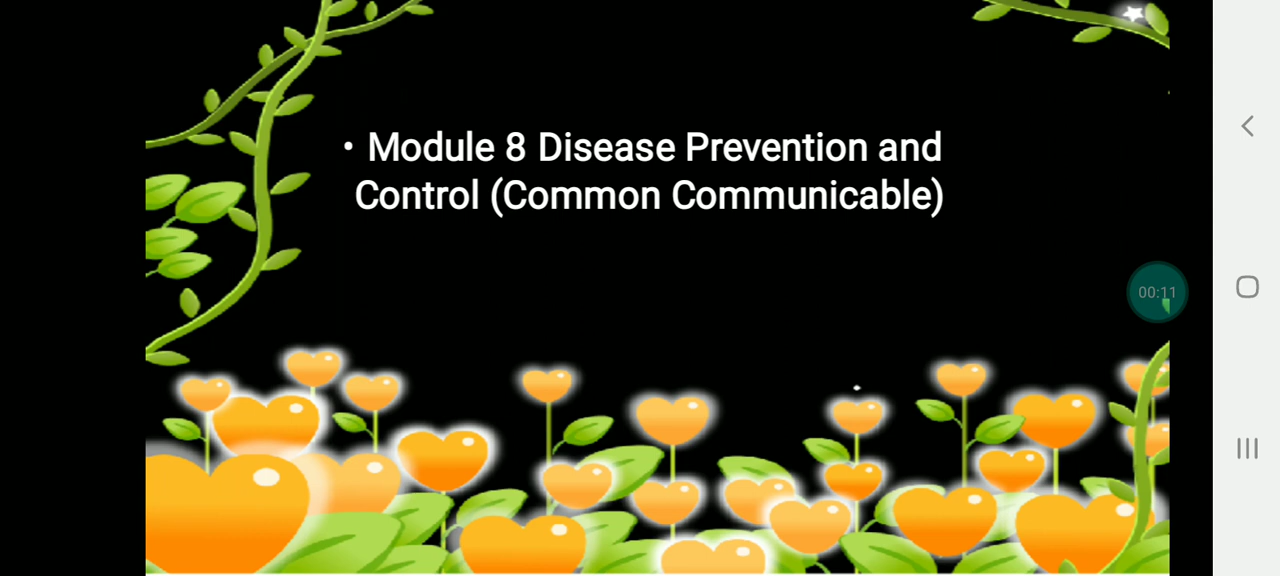 • Module 8 Disease Prevention and
Control (Common Communicable)
00:11